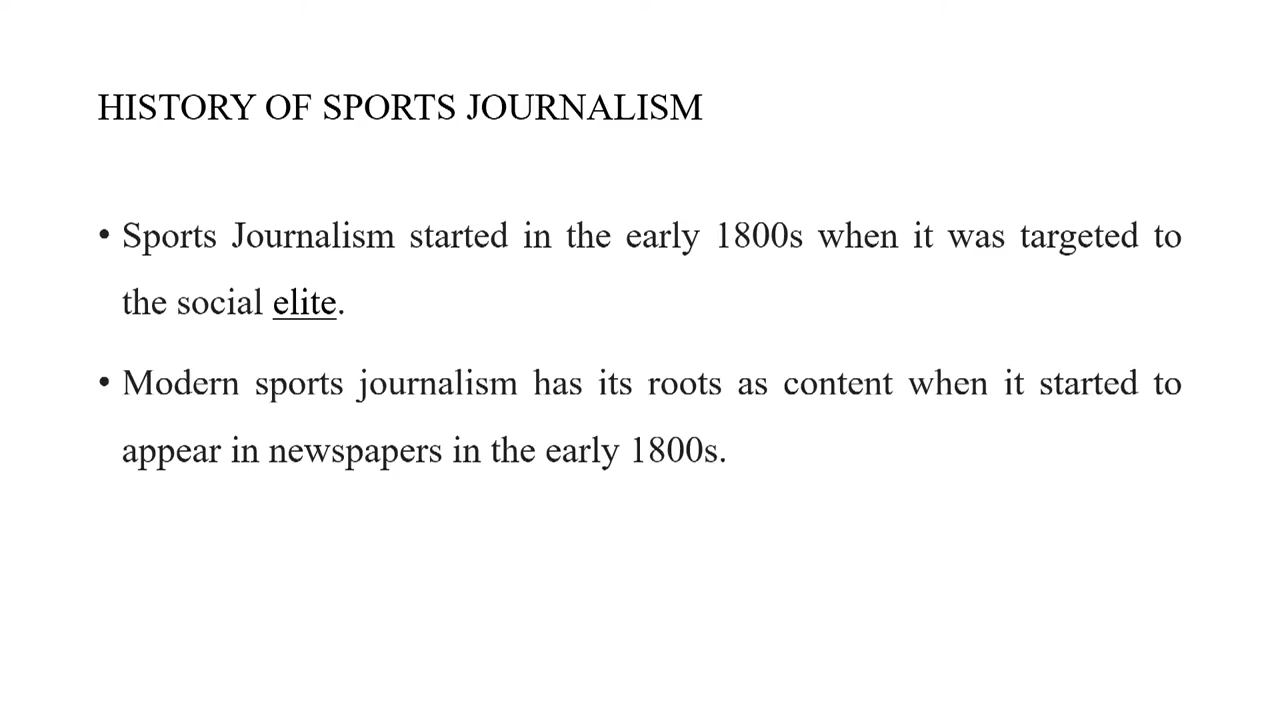 HISTORY OF SPORTS JOURNALISM
• Sports Journalism started in the early 1800s when it was targeted to
the social elite.
• Modern sports journalism has its roots as content when it started to
appear in newspapers in the early 1800s.